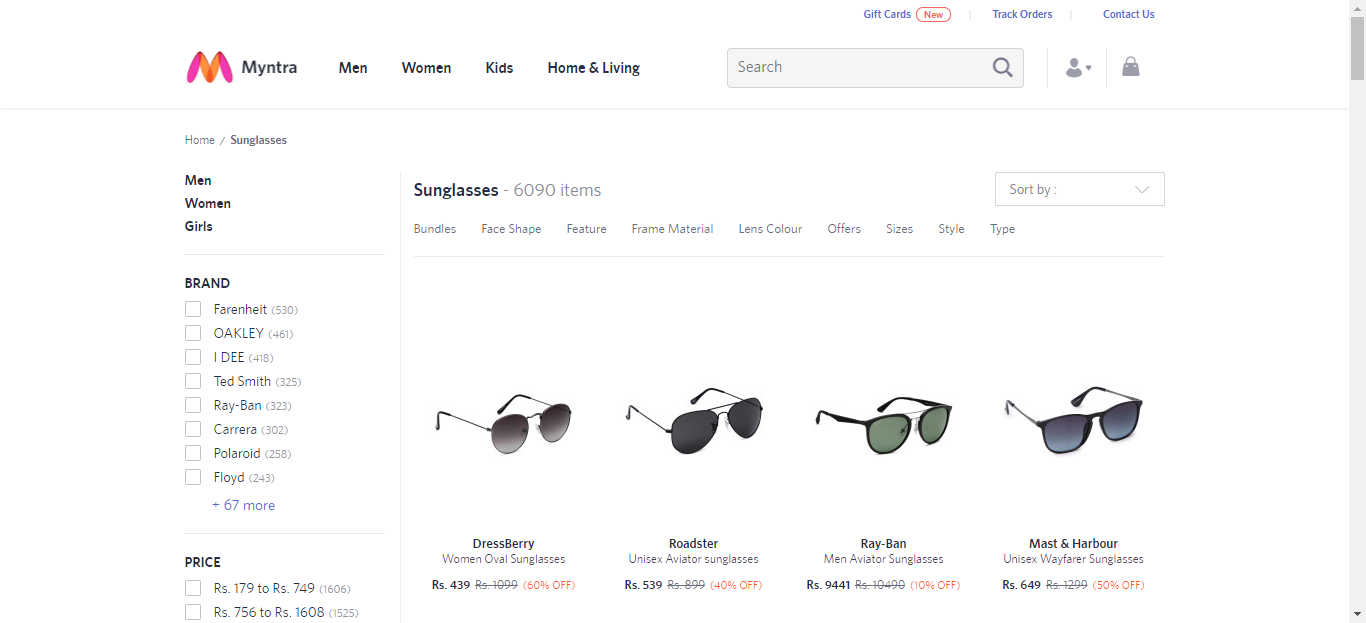 Gift Cards New Track Orders Contact Us
Myntra Men Women Kids Home & Living Search
Home / Sunglasses
Men
Women
Girls
BRAND
Farenheit (530)
OAKLEY (461)
I DEE (418)
Ted Smith (325)
Ray-Ban (323)
Carrera (302)
Polaroid (258)
Floyd (243)
+ 67 more
PRICE
Rs. 179 to Rs. 749 (1606)
Rs. 756 to Rs. 1608 (1525)
Sunglasses - 6090 items
Sort by :
Bundles Face Shape Feature Frame Material Lens Colour Offers Sizes Style Type
DressBerry
Women Oval Sunglasses
Rs. 439 Rs. 1099 (60% OFF)
Roadster
Unisex Aviator sunglasses
Rs. 539 Rs. 899 (40% OFF)
Ray-Ban
Men Aviator Sunglasses
Rs. 9441 Rs. 10490 (10% OFF)
Mast & Harbour
Unisex Wayfarer Sunglasses
Rs. 649 Rs. 1299 (50% OFF)